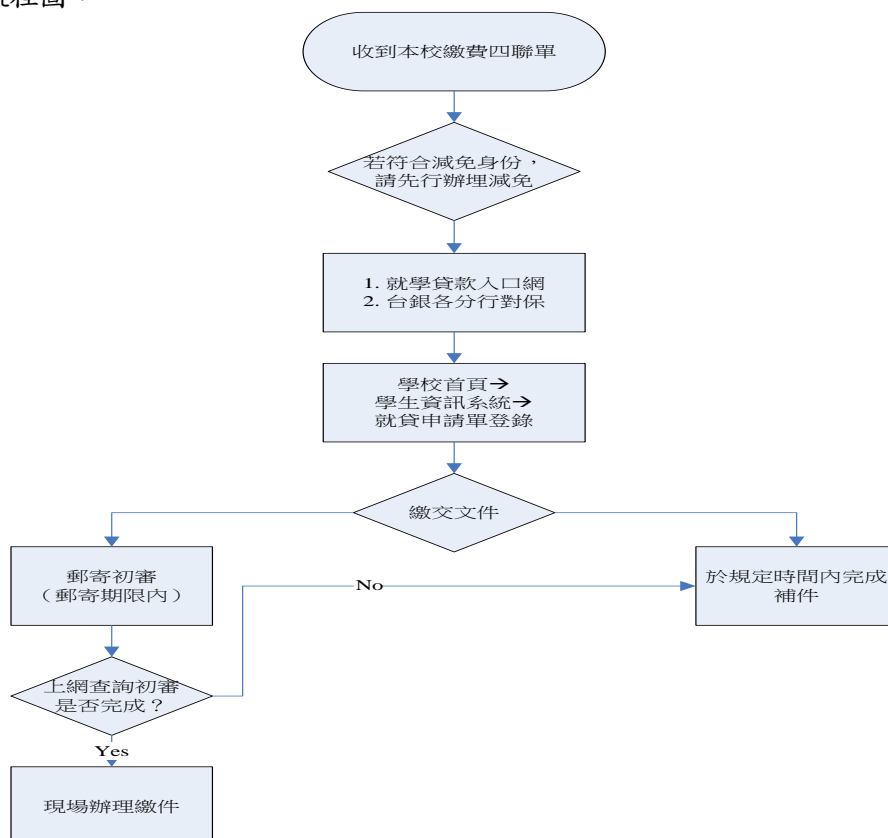 收到本校繳費四聯單
若符合減免身份，
請先行辦埋減免
1. 就學貸款入口網
2. 台銀各分行對保
學校首頁→
學生資訊系統→
就貸申請單登錄
繳交文件
郵寄初審
（郵寄期限內）
於規定時間內完成
補件
No
上網查詢初審
是否完成？
Yes
現場辦理繳件